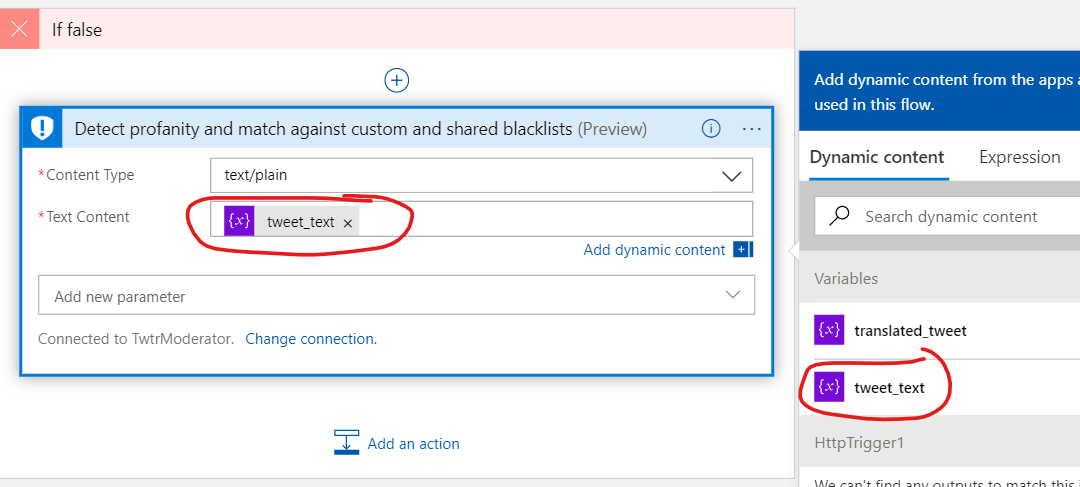 If false
Detect profanity and match against custom and shared blacklists (Preview)
*Content Type
text/plain
*Text Content
{x} tweet_text ×
Add dynamic content
Add new parameter
Connected to TwtrModerator. Change connection.
Add an action
Add dynamic content from the apps a
used in this flow.
Dynamic content Expression
Search dynamic content
Variables
{x} translated_tweet
{x} tweet_text
HttpTrigger1
We can't find any outputs to match this i